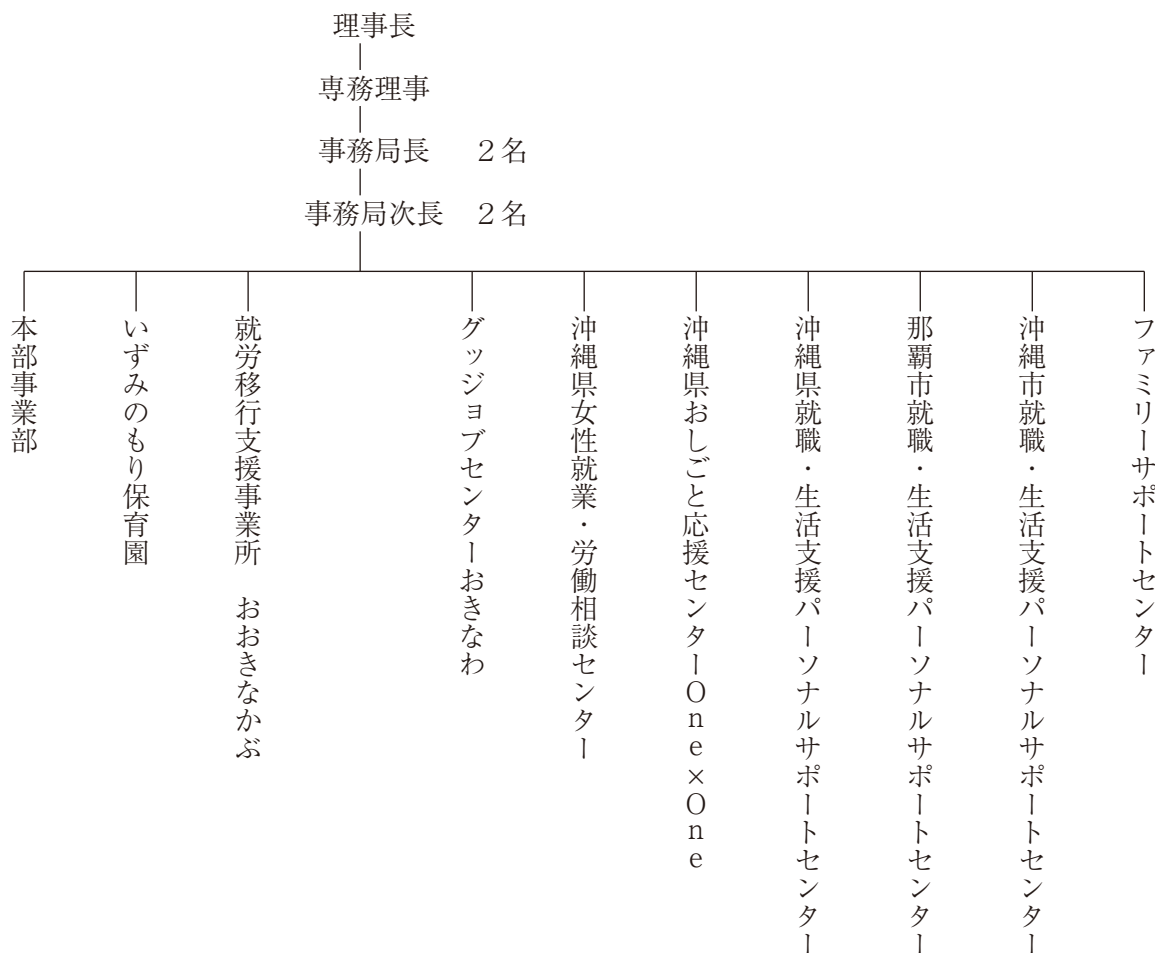 理事長
専務理事
事務局長　２名
事務局次長　２名
本部事業部
いずみのもり保育園
就労移行支援事業所　おおきなかぶ
グッジョブセンターおきなわ
沖縄県女性就業・労働相談センター
沖縄県おしごと応援センターＯｎｅ×Ｏｎｅ
沖縄県就職・生活支援パーソナルサポートセンター
那覇市就職・生活支援パーソナルサポートセンター
沖縄市就職・生活支援パーソナルサポートセンター
ファミリーサポートセンター